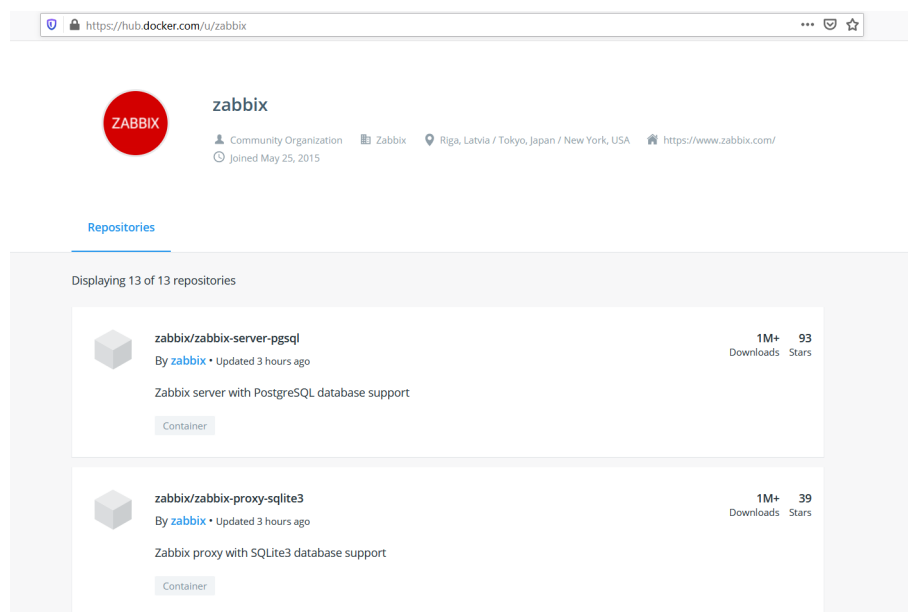 https://hub.docker.com/u/zabbix
ZABBIX
zabbix
Community Organization Zabbix Riga, Latvia / Tokyo, Japan / New York, USA https://www.zabbix.com/
Joined May 25, 2015
Repositories
Displaying 13 of 13 repositories
zabbix/zabbix-server-pgsql
1M+ 93
By zabbix • Updated 3 hours ago
Downloads Stars
Zabbix server with PostgreSQL database support
Container
zabbix/zabbix-proxy-sqlite3
1M+ 39
By zabbix • Updated 3 hours ago
Downloads Stars
Zabbix proxy with SQLite3 database support
Container